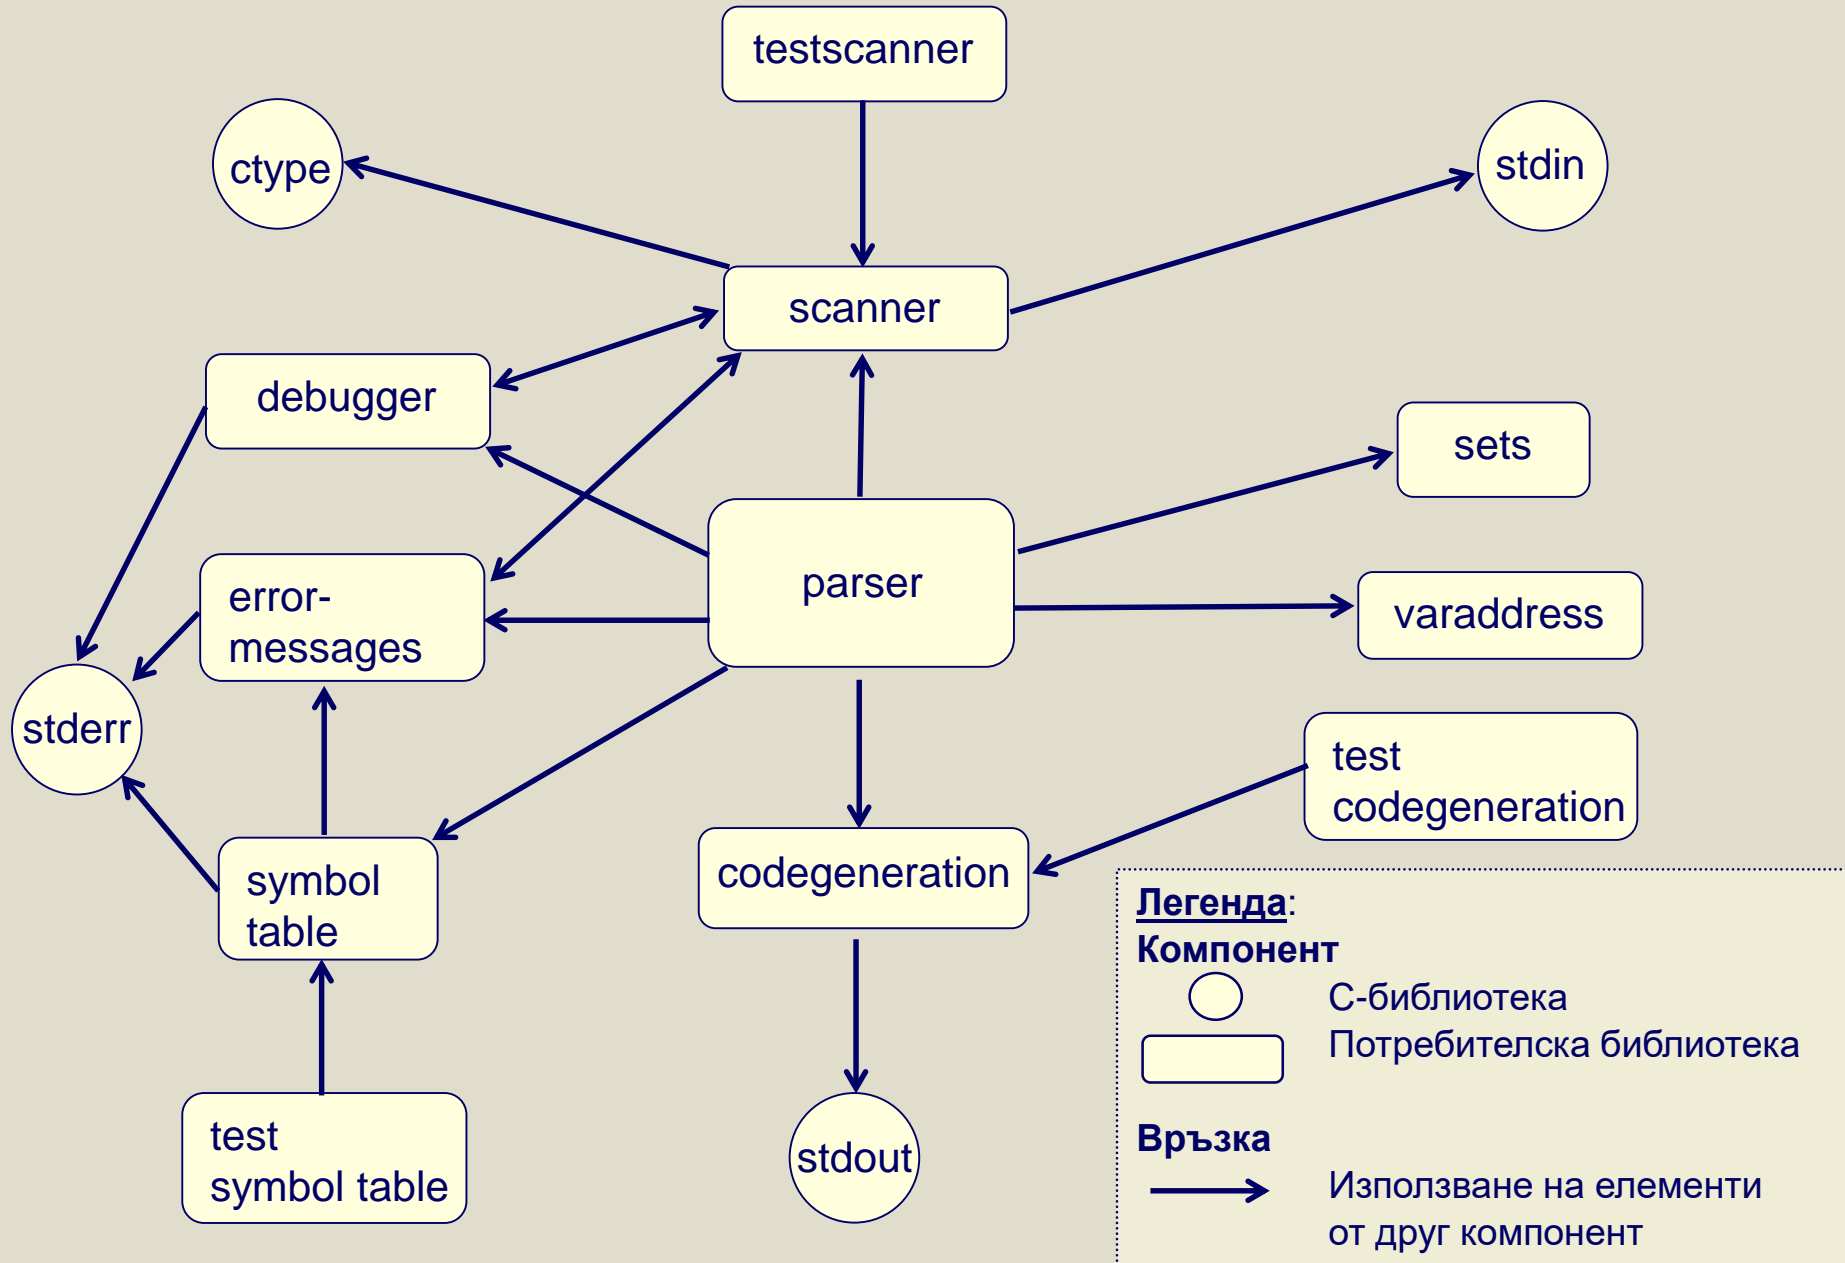 testscanner
ctype
stdin
scanner
debugger
sets
error-
messages
parser
varaddress
stderr
test
codegeneration
symbol
table
codegeneration
Легенда:
Компонент
С-библиотека
Потребителска библиотека
test
symbol table
stdout
Връзка
Използване на елементи
от друг компонент